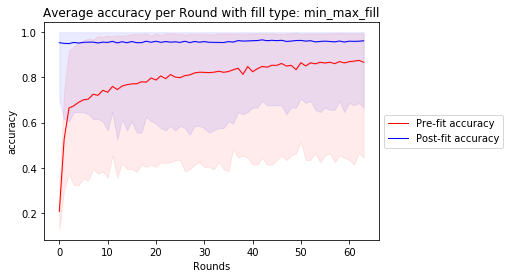 Average accuracy per Round with fill type: min_max_fill
accuracy
1.0
0.8
0.6
0.4
0.2
0
10
20
30
40
50
60
Rounds
Pre-fit accuracy
Post-fit accuracy